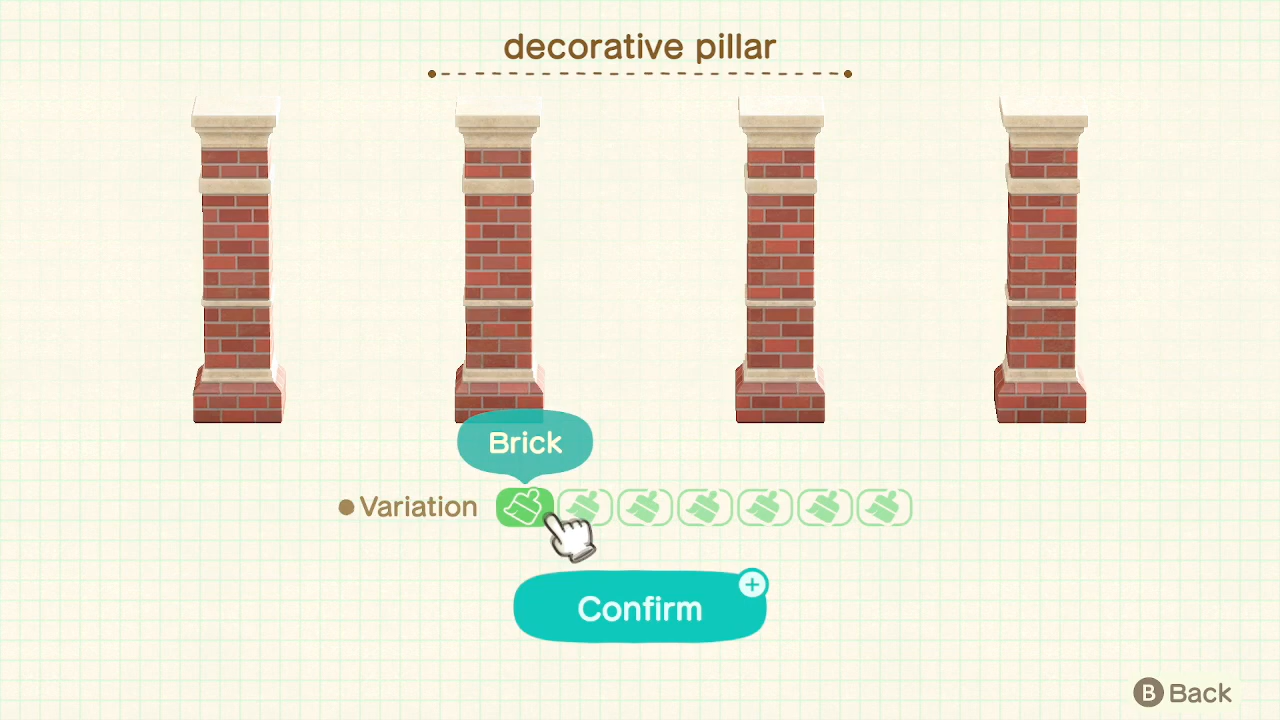 decorative pillar
Brick
Variation
Confirm
B Back